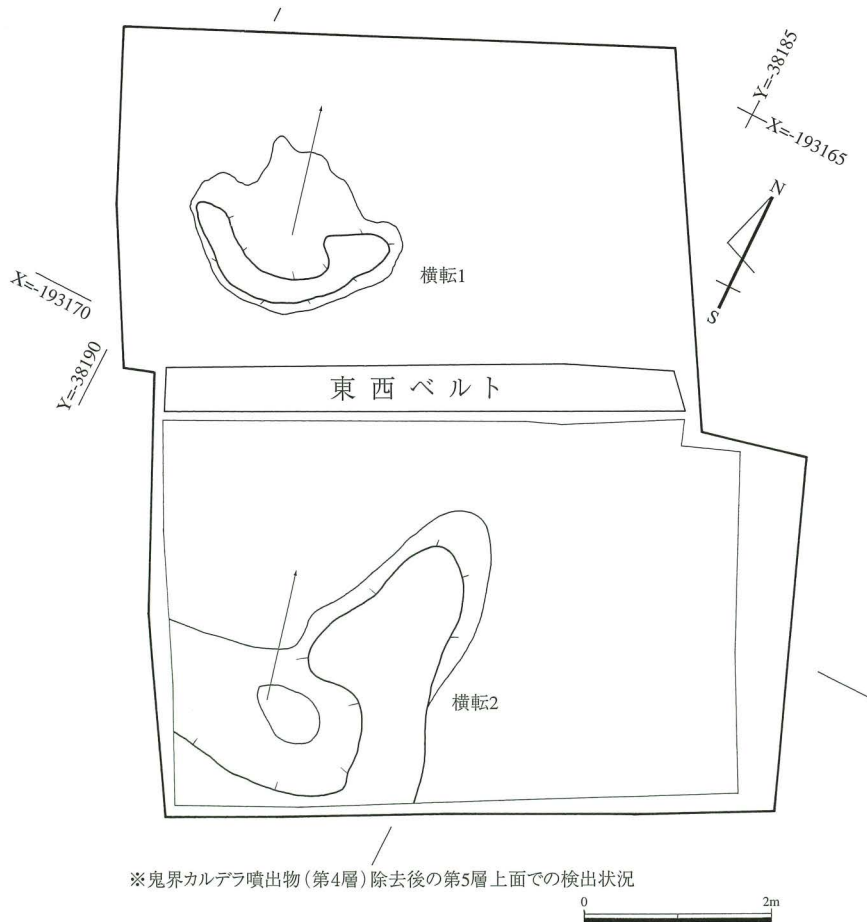 Y=-38185
X=-193165
N
S
横転1
X=-193170
Y=-38190
東西ベルト
横転2
※鬼界カルデラ噴出物(第4層)除去後の第5層上面での検出状況
0 2m